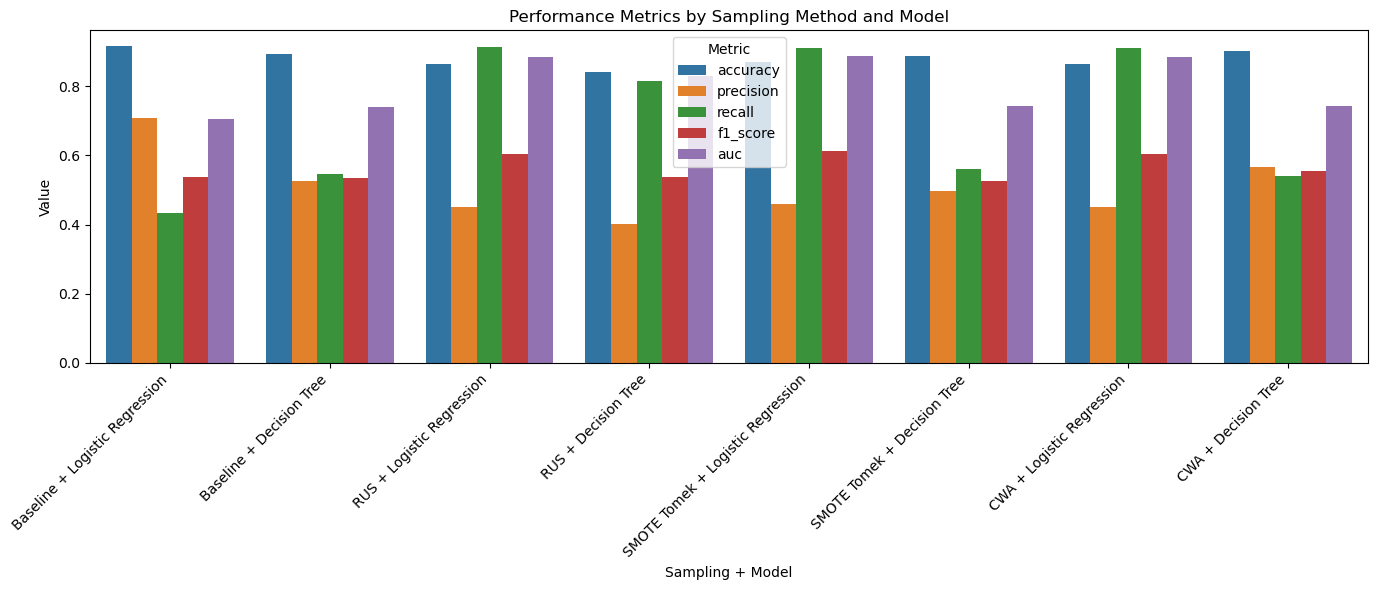 Performance Metrics by Sampling Method and Model
Metric
accuracy
precision
recall
f1_score
auc
Value
0.8
0.6
0.4
0.2
0.0
Baseline + Logistic Regression
Baseline + Decision Tree
RUS + Logistic Regression
RUS + Decision Tree
SMOTE Tomek + Logistic Regression
SMOTE Tomek + Decision Tree
CWA + Logistic Regression
CWA + Decision Tree
Sampling + Model